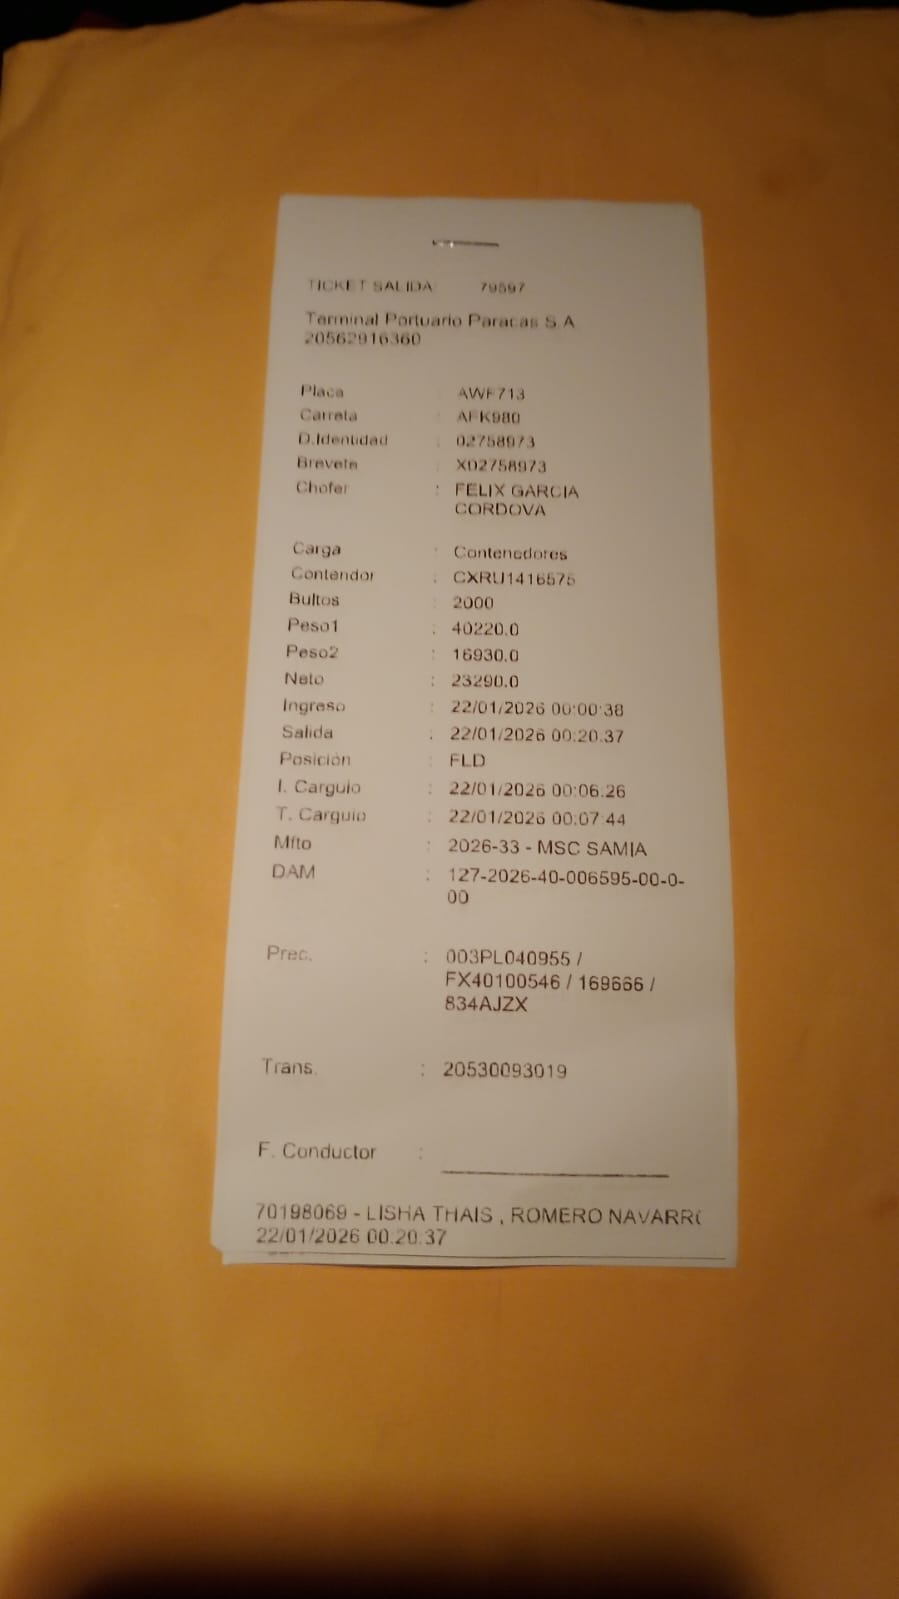 TICKET SALIDA: 79597
Terminal Portuario Paracas S.A
20562916360
Placa : AWF713
Carreta : AFK980
D.Identidad : 02758973
Brevete : X02758973
Chofer : FELIX GARCIA
CORDOVA
Carga : Contenedores
Contendor : CXRU1416575
Bultos : 2000
Peso1 : 40220.0
Peso2 : 16930.0
Neto : 23290.0
Ingreso : 22/01/2026 00:00:38
Salida : 22/01/2026 00:20:37
Posición : FLD
I. Carguio : 22/01/2026 00:06:26
T. Carguio : 22/01/2026 00:07:44
Mfto : 2026-33 - MSC SAMIA
DAM : 127-2026-40-006595-00-0-
00
Prec. : 003PL040955 /
FX40100546 / 169666 /
834AJZX
Trans. : 20530093019
F. Conductor :
70198069 - LISHA THAIS , ROMERO NAVARR
22/01/2026 00:20:37